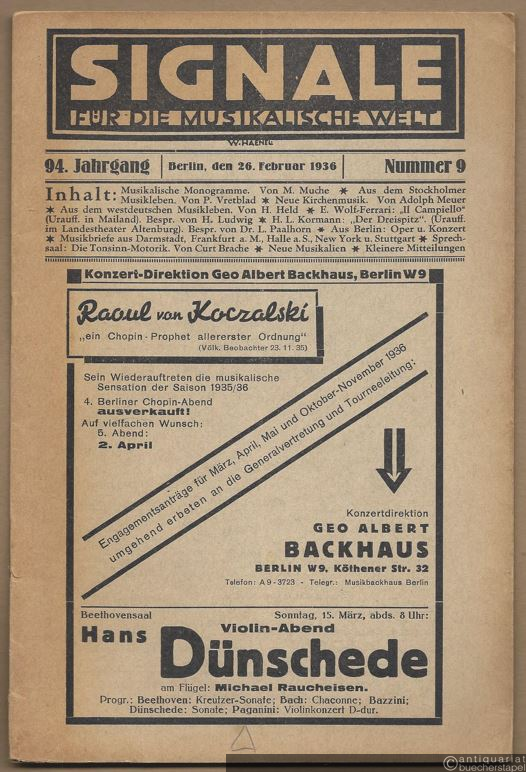 SIGNALE
FÜR DIE MUSIKALISCHE WELT
W. HAENEL
94. Jahrgang | Berlin, den 26. Februar 1936 | Nummer 9
Inhalt: Musikalische Monogramme. Von M. Muche ✶ Aus dem Stockholmer
Musikleben. Von P. Vretblad ✶ Neue Kirchenmusik. Von Adolph Meuer
✶ Aus dem westdeutschen Musikleben. Von H. Held ✶ E. Wolf-Ferrari: „Il Campiello"
(Urauff. in Mailand). Bespr. von H. Ludwig ✶ H. L. Kormann: „Der Dreispitz". (Urauff.
im Landestheater Altenburg). Bespr. von Dr. L. Paalhorn ✶ Aus Berlin: Oper u. Konzert
✶ Musikbriefe aus Darmstadt, Frankfurt a. M., Halle a. S., New York u. Stuttgart ✶ Sprech-
saal: Die Tonsinn-Motorik. Von Curt Brache ✶ Neue Musikalien ✶ Kleinere Mitteilungen
Konzert-Direktion Geo Albert Backhaus, Berlin W9
Raoul von Koczalski
„ein Chopin-Prophet allererster Ordnung"
(Völk. Beobachter 23. 11. 35)
Sein Wiederauftreten die musikalische
Sensation der Saison 1935/36
4. Berliner Chopin-Abend
ausverkauft!
Auf vielfachen Wunsch:
5. Abend:
2. April
Engagementsanträge für März, April, Mai und Oktober-November 1936
umgehend erbeten an die Generalvertretung und Tourneeleitung:
Konzertdirektion
GEO ALBERT
BACKHAUS
BERLIN W9, Köthener Str. 32
Telefon: A9-3723 - Telegr.: Musikbackhaus Berlin
Beethovensaal Sonntag, 15. März, abds. 8 Uhr:
Violin-Abend
Hans Dünschede
am Flügel: Michael Raucheisen.
Progr.: Beethoven: Kreutzer-Sonate; Bach: Chaconne; Bazzini;
Dünschede: Sonate; Paganini: Violinkonzert D-dur.
antiquariat
buecherstapel